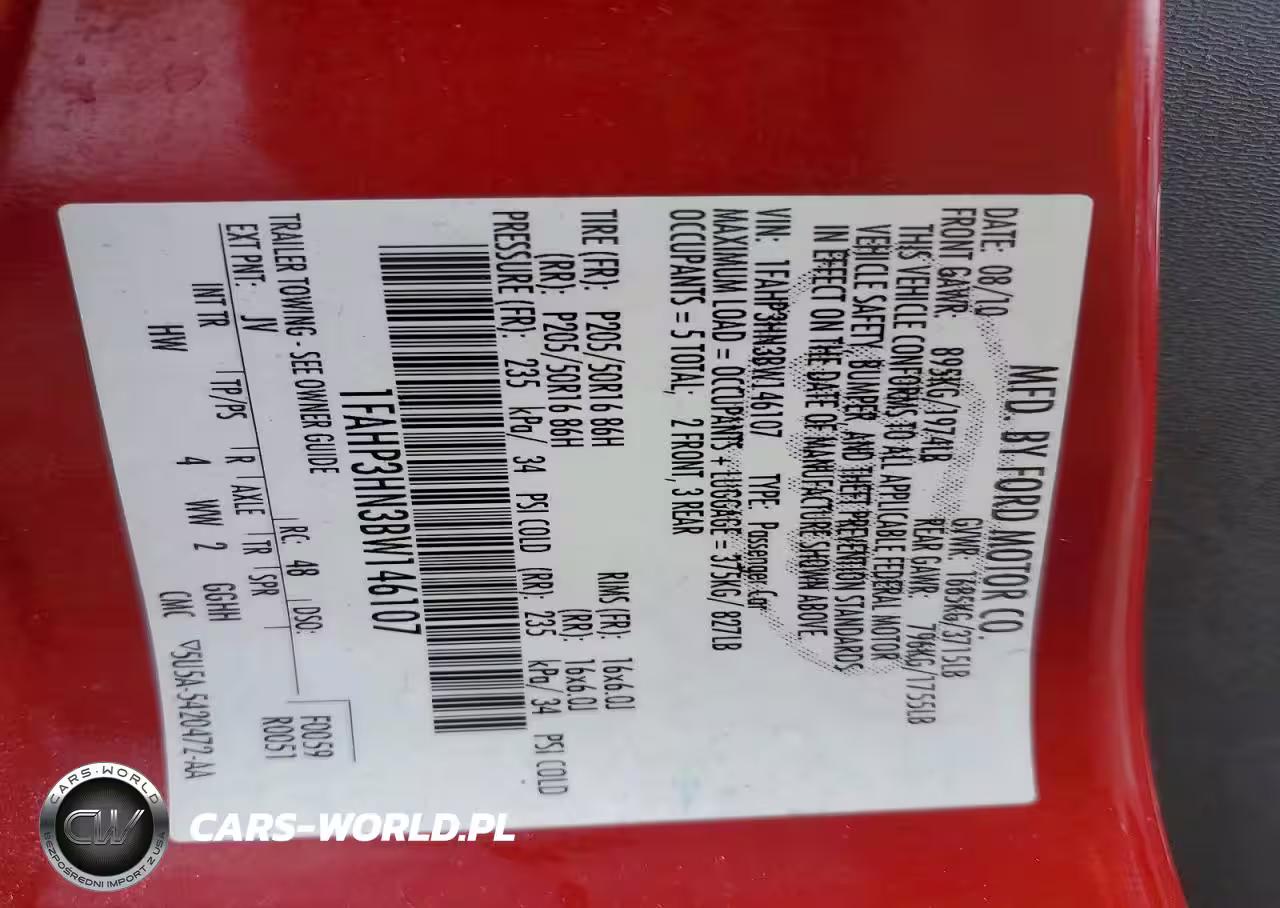 MFD. BY FORD MOTOR CO.
DATE: 08/10 GVWR: 1685KG/3715LB
FRONT GAWR: 895KG/1974LB REAR GAWR: 796KG/1755LB
THIS VEHICLE CONFORMS TO ALL APPLICABLE FEDERAL MOTOR
VEHICLE SAFETY, BUMPER, AND THEFT PREVENTION STANDARDS
IN EFFECT ON THE DATE OF MANUFACTURE SHOWN ABOVE.
VIN: 1FAHP3HN3BW146107 TYPE: Passenger Car
MAXIMUM LOAD = OCCUPANTS + LUGGAGE = 375KG/ 827LB
OCCUPANTS = 5 TOTAL; 2 FRONT, 3 REAR
TIRE (FR): P205/50R16 86H RIMS (FR): 16x6.0J
(RR): P205/50R16 86H (RR): 16x6.0J
PRESSURE (FR): 235 kPa/ 34 PSI COLD (RR): 235 kPa/ 34 PSI COLD
1FAHP3HN3BW146107
TRAILER TOWING - SEE OWNER GUIDE
F0059
R0051
EXT PNT: JV RC: 48 DSO:
INT TR TP/PS R AXLE TR SPR
HW 4 WW 2 GGHH
CMC ▽5U5A-5420472-AA
CARS-WORLD
CW
BEZPOŚREDNI IMPORT Z USA
CARS-WORLD.PL